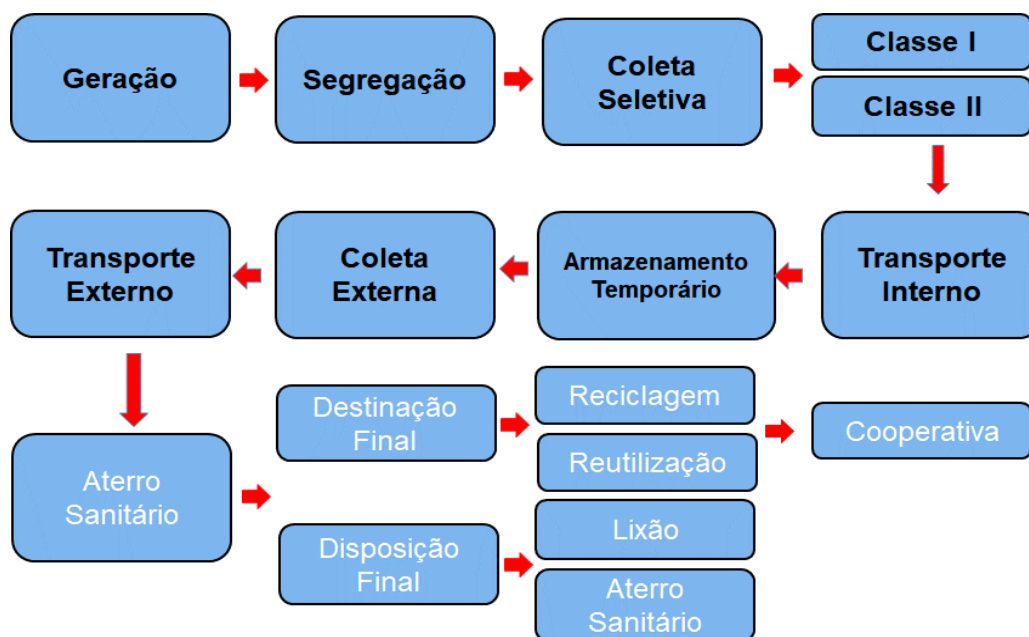 Geração
Segregação
Coleta
Seletiva
Classe I
Classe II
Transporte
Externo
Coleta
Externa
Armazenamento
Temporário
Transporte
Interno
Aterro
Sanitário
Destinação
Final
Reciclagem
Reutilização
Cooperativa
Disposição
Final
Lixão
Aterro
Sanitário